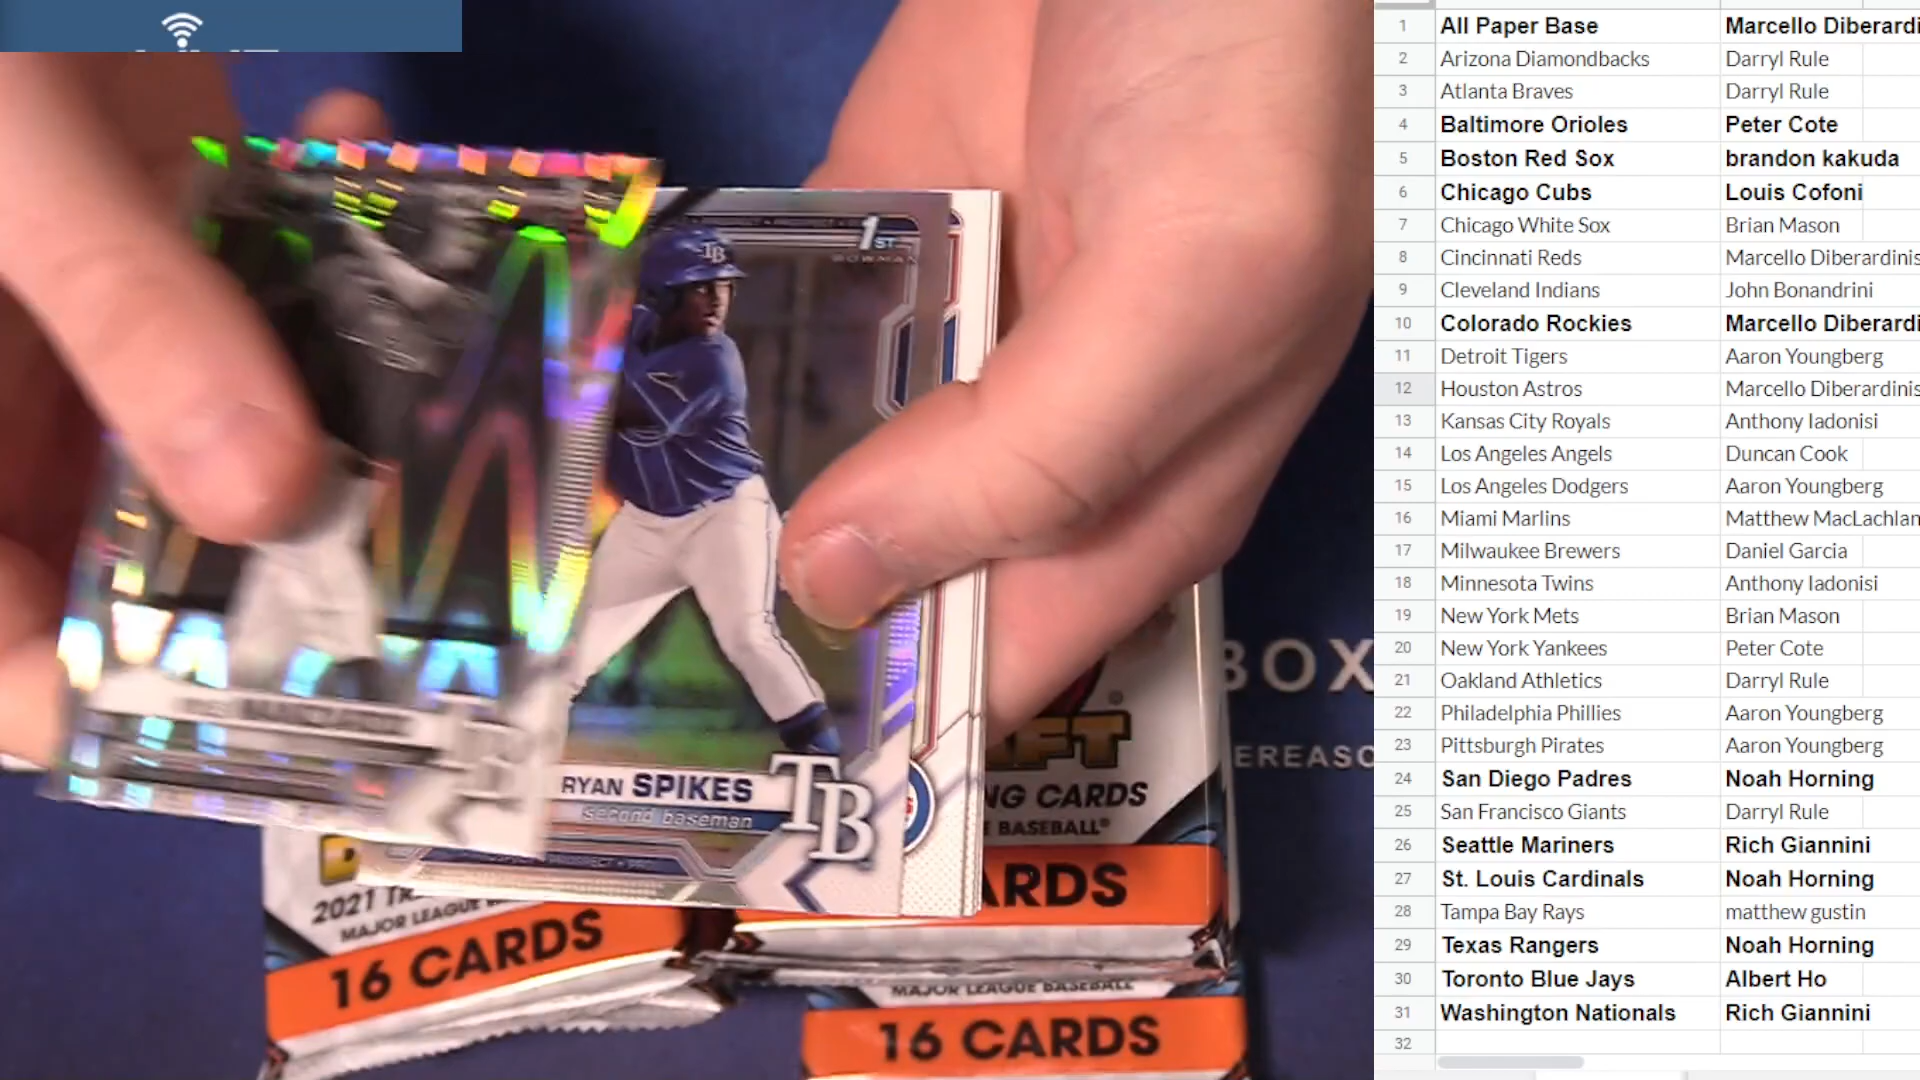 1ST
BOWMAN
TB
RYAN SPIKES
second baseman
TB
BOX
EREASO
FT
NG CARDS
E BASEBALL®
ARDS
2021 TR
MAJOR LEAGUE
16 CARDS
MAJOR LEAGUE BASEBALL
16 CARDS
1 All Paper Base Marcello Diberardi
2 Arizona Diamondbacks Darryl Rule
3 Atlanta Braves Darryl Rule
4 Baltimore Orioles Peter Cote
5 Boston Red Sox brandon kakuda
6 Chicago Cubs Louis Cofoni
7 Chicago White Sox Brian Mason
8 Cincinnati Reds Marcello Diberardinis
9 Cleveland Indians John Bonandrini
10 Colorado Rockies Marcello Diberardi
11 Detroit Tigers Aaron Youngberg
12 Houston Astros Marcello Diberardinis
13 Kansas City Royals Anthony Iadonisi
14 Los Angeles Angels Duncan Cook
15 Los Angeles Dodgers Aaron Youngberg
16 Miami Marlins Matthew MacLachlan
17 Milwaukee Brewers Daniel Garcia
18 Minnesota Twins Anthony Iadonisi
19 New York Mets Brian Mason
20 New York Yankees Peter Cote
21 Oakland Athletics Darryl Rule
22 Philadelphia Phillies Aaron Youngberg
23 Pittsburgh Pirates Aaron Youngberg
24 San Diego Padres Noah Horning
25 San Francisco Giants Darryl Rule
26 Seattle Mariners Rich Giannini
27 St. Louis Cardinals Noah Horning
28 Tampa Bay Rays matthew gustin
29 Texas Rangers Noah Horning
30 Toronto Blue Jays Albert Ho
31 Washington Nationals Rich Giannini
32